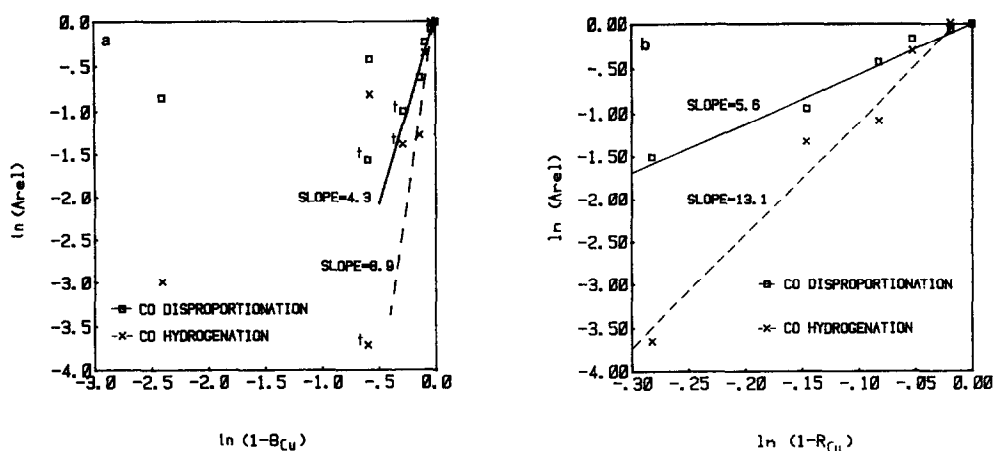 a
ln (Arel)
0.0
-.5
-1.0
-1.5
-2.0
-2.5
-3.0
-3.5
-4.0
-3.0
-2.5
-2.0
-1.5
-1.0
-.5
0.0
t
t
t
t
SLOPE=4.3
SLOPE=8.9
CO DISPROPORTIONATION
CO HYDROGENATION
ln (1-BCu)
b
ln (Arel)
0.00
-.50
-1.00
-1.50
-2.00
-2.50
-3.00
-3.50
-4.00
-.30
-.25
-.20
-.15
-.10
-.05
0.00
SLOPE=5.6
SLOPE=13.1
CO DISPROPORTIONATION
CO HYDROGENATION
ln (1-RCu)